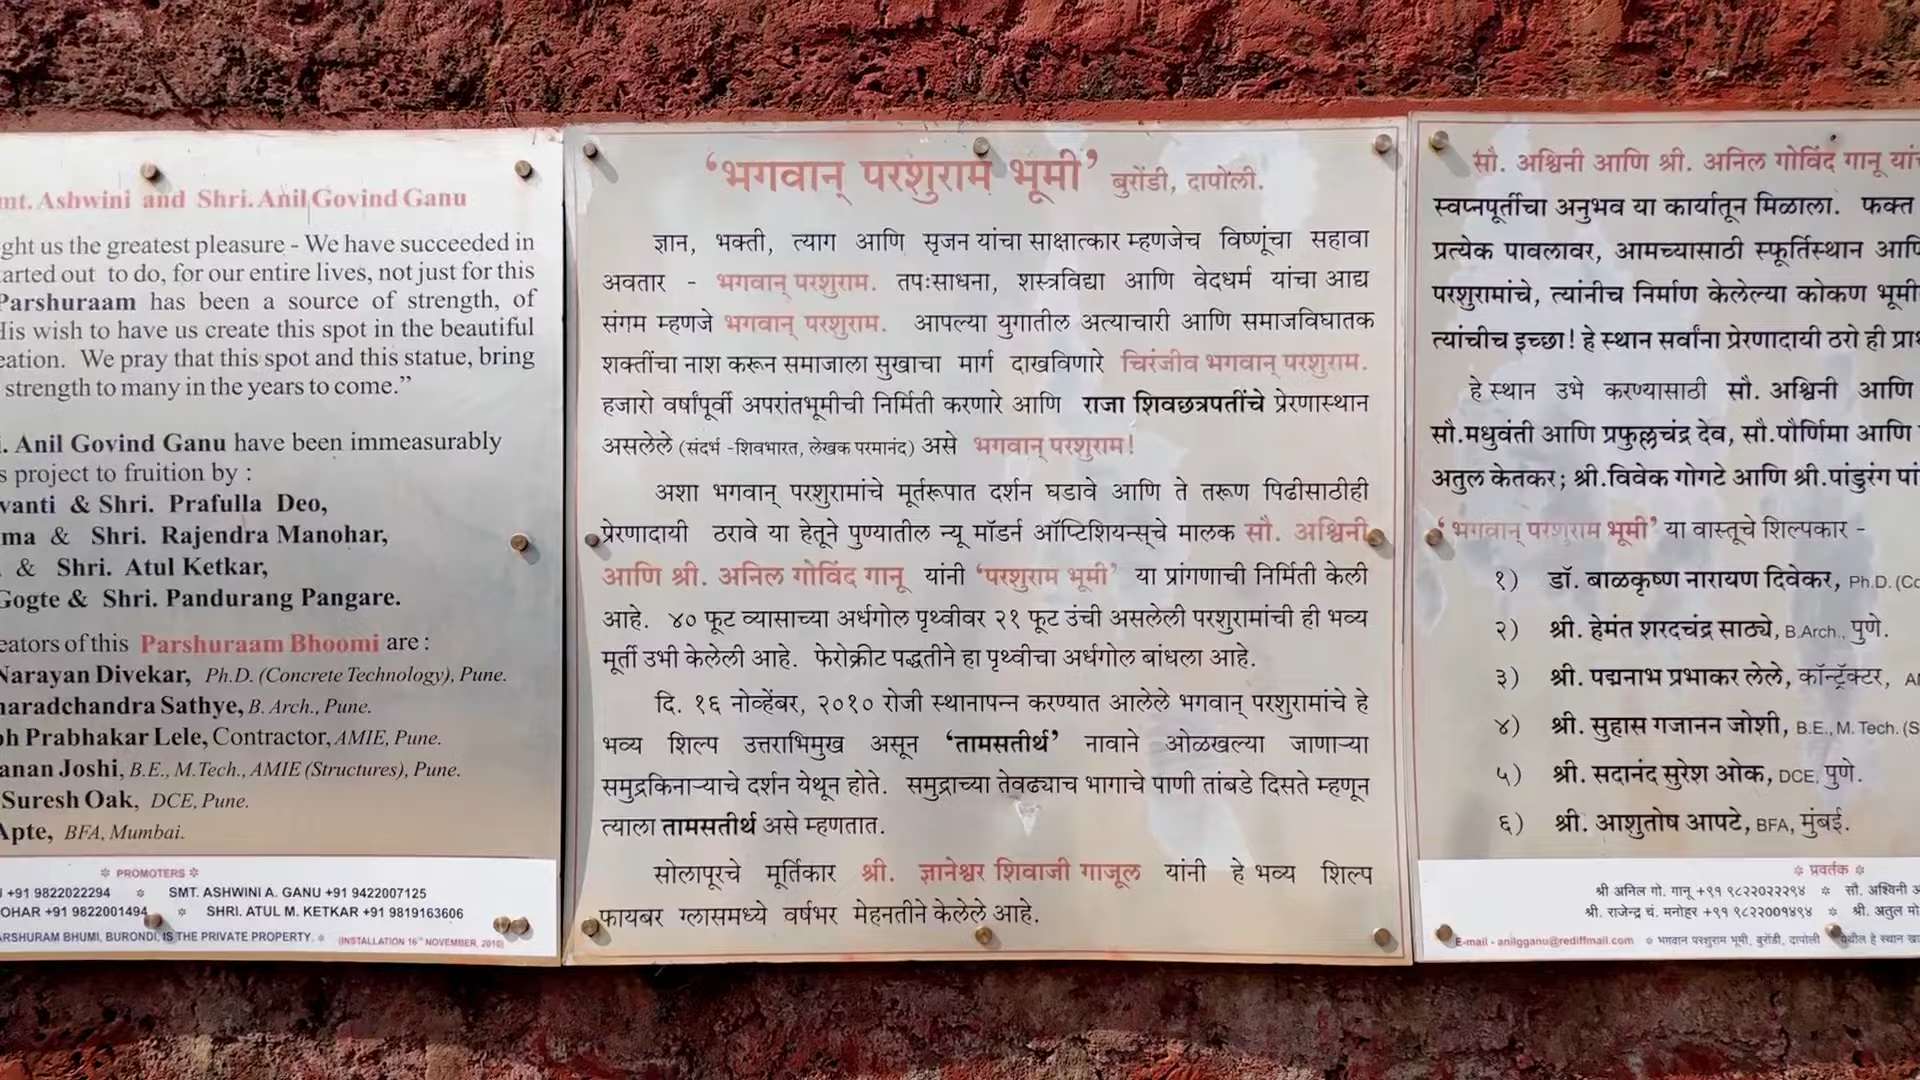 mt. Ashwini and Shri. Anil Govind Ganu
ght us the greatest pleasure - We have succeeded in
arted out to do, for our entire lives, not just for this
Parshuraam has been a source of strength, of
His wish to have us create this spot in the beautiful
eation. We pray that this spot and this statue, bring
strength to many in the years to come.”
. Anil Govind Ganu have been immeasurably
s project to fruition by :
vanti & Shri. Prafulla Deo,
ma & Shri. Rajendra Manohar,
. & Shri. Atul Ketkar,
Gogte & Shri. Pandurang Pangare.
eators of this Parshuraam Bhoomi are :
Narayan Divekar, Ph.D. (Concrete Technology), Pune.
haradchandra Sathye, B. Arch., Pune.
bh Prabhakar Lele, Contractor, AMIE, Pune.
anan Joshi, B.E., M.Tech., AMIE (Structures), Pune.
Suresh Oak, DCE, Pune.
Apte, BFA, Mumbai.
PROMOTERS
+91 9822022294 SMT. ASHWINI A. GANU +91 9422007125
OHAR +91 9822001494 SHRI. ATUL M. KETKAR +91 9819163606
ARSHURAM BHUMI, BURONDI, IS THE PRIVATE PROPERTY. (INSTALLATION 16TH NOVEMBER, 2010)
‘भगवान् परशुराम भूमी’ बुरोंडी, दापोली.
ज्ञान, भक्ती, त्याग आणि सृजन यांचा साक्षात्कार म्हणजेच विष्णूंचा सहावा
अवतार - भगवान् परशुराम. तपःसाधना, शस्त्रविद्या आणि वेदधर्म यांचा आद्य
संगम म्हणजे भगवान् परशुराम. आपल्या युगातील अत्याचारी आणि समाजविघातक
शक्तींचा नाश करून समाजाला सुखाचा मार्ग दाखविणारे चिरंजीव भगवान् परशुराम.
हजारो वर्षांपूर्वी अपरांतभूमीची निर्मिती करणारे आणि राजा शिवछत्रपतींचे प्रेरणास्थान
असलेले (संदर्भ -शिवभारत, लेखक परमानंद) असे भगवान् परशुराम!
अशा भगवान् परशुरामांचे मूर्तरूपात दर्शन घडावे आणि ते तरूण पिढीसाठीही
प्रेरणादायी ठरावे या हेतूने पुण्यातील न्यू मॉडर्न ऑप्टिशियन्स्‌चे मालक सौ. अश्विनी
आणि श्री. अनिल गोविंद गानू यांनी ‘परशुराम भूमी’ या प्रांगणाची निर्मिती केली
आहे. ४० फूट व्यासाच्या अर्धगोल पृथ्वीवर २१ फूट उंची असलेली परशुरामांची ही भव्य
मूर्ती उभी केलेली आहे. फेरोक्रीट पद्धतीने हा पृथ्वीचा अर्धगोल बांधला आहे.
दि. १६ नोव्हेंबर, २०१० रोजी स्थानापन्न करण्यात आलेले भगवान् परशुरामांचे हे
भव्य शिल्प उत्तराभिमुख असून ‘तामसतीर्थ’ नावाने ओळखल्या जाणाऱ्या
समुद्रकिनाऱ्याचे दर्शन येथून होते. समुद्राच्या तेवढ्याच भागाचे पाणी तांबडे दिसते म्हणून
त्याला तामसतीर्थ असे म्हणतात.
सोलापूरचे मूर्तिकार श्री. ज्ञानेश्वर शिवाजी गाजूल यांनी हे भव्य शिल्प
फायबर ग्लासमध्ये वर्षभर मेहनतीने केलेले आहे.
सौ. अश्विनी आणि श्री. अनिल गोविंद गानू यां
स्वप्नपूर्तीचा अनुभव या कार्यातून मिळाला. फक्त
प्रत्येक पावलावर, आमच्यासाठी स्फूर्तिस्थान आणि
परशुरामांचे, त्यांनीच निर्माण केलेल्या कोकण भूमी
त्यांचीच इच्छा! हे स्थान सर्वांना प्रेरणादायी ठरो ही
हे स्थान उभे करण्यासाठी सौ. अश्विनी आणि
सौ.मधुवंती आणि प्रफुल्लचंद्र देव, सौ.पौर्णिमा आणि
अतुल केतकर; श्री.विवेक गोगटे आणि श्री.पांडुरंग पां
‘भगवान् परशुराम भूमी’ या वास्तूचे शिल्पकार -
१) डॉ. बाळकृष्ण नारायण दिवेकर, Ph.D. (Co
२) श्री. हेमंत शरदचंद्र साठ्ये, B.Arch., पुणे.
३) श्री. पद्मनाभ प्रभाकर लेले, कॉन्ट्रॅक्टर,
४) श्री. सुहास गजानन जोशी, B.E., M. Tech. (S
५) श्री. सदानंद सुरेश ओक, DCE, पुणे.
६) श्री. आशुतोष आपटे, BFA, मुंबई.
प्रवर्तक
श्री अनिल गो. गानू +९१ ९८२२०२२२९४ सौ. अश्विनी
श्री. राजेन्द्र चं. मनोहर +९१ ९८२२००१४९४ श्री. अतुल मो
E-mail - anilgganu@rediffmail.com भगवान परशुराम भूमी, बुरोंडी, दापोली येथील हे स्थान